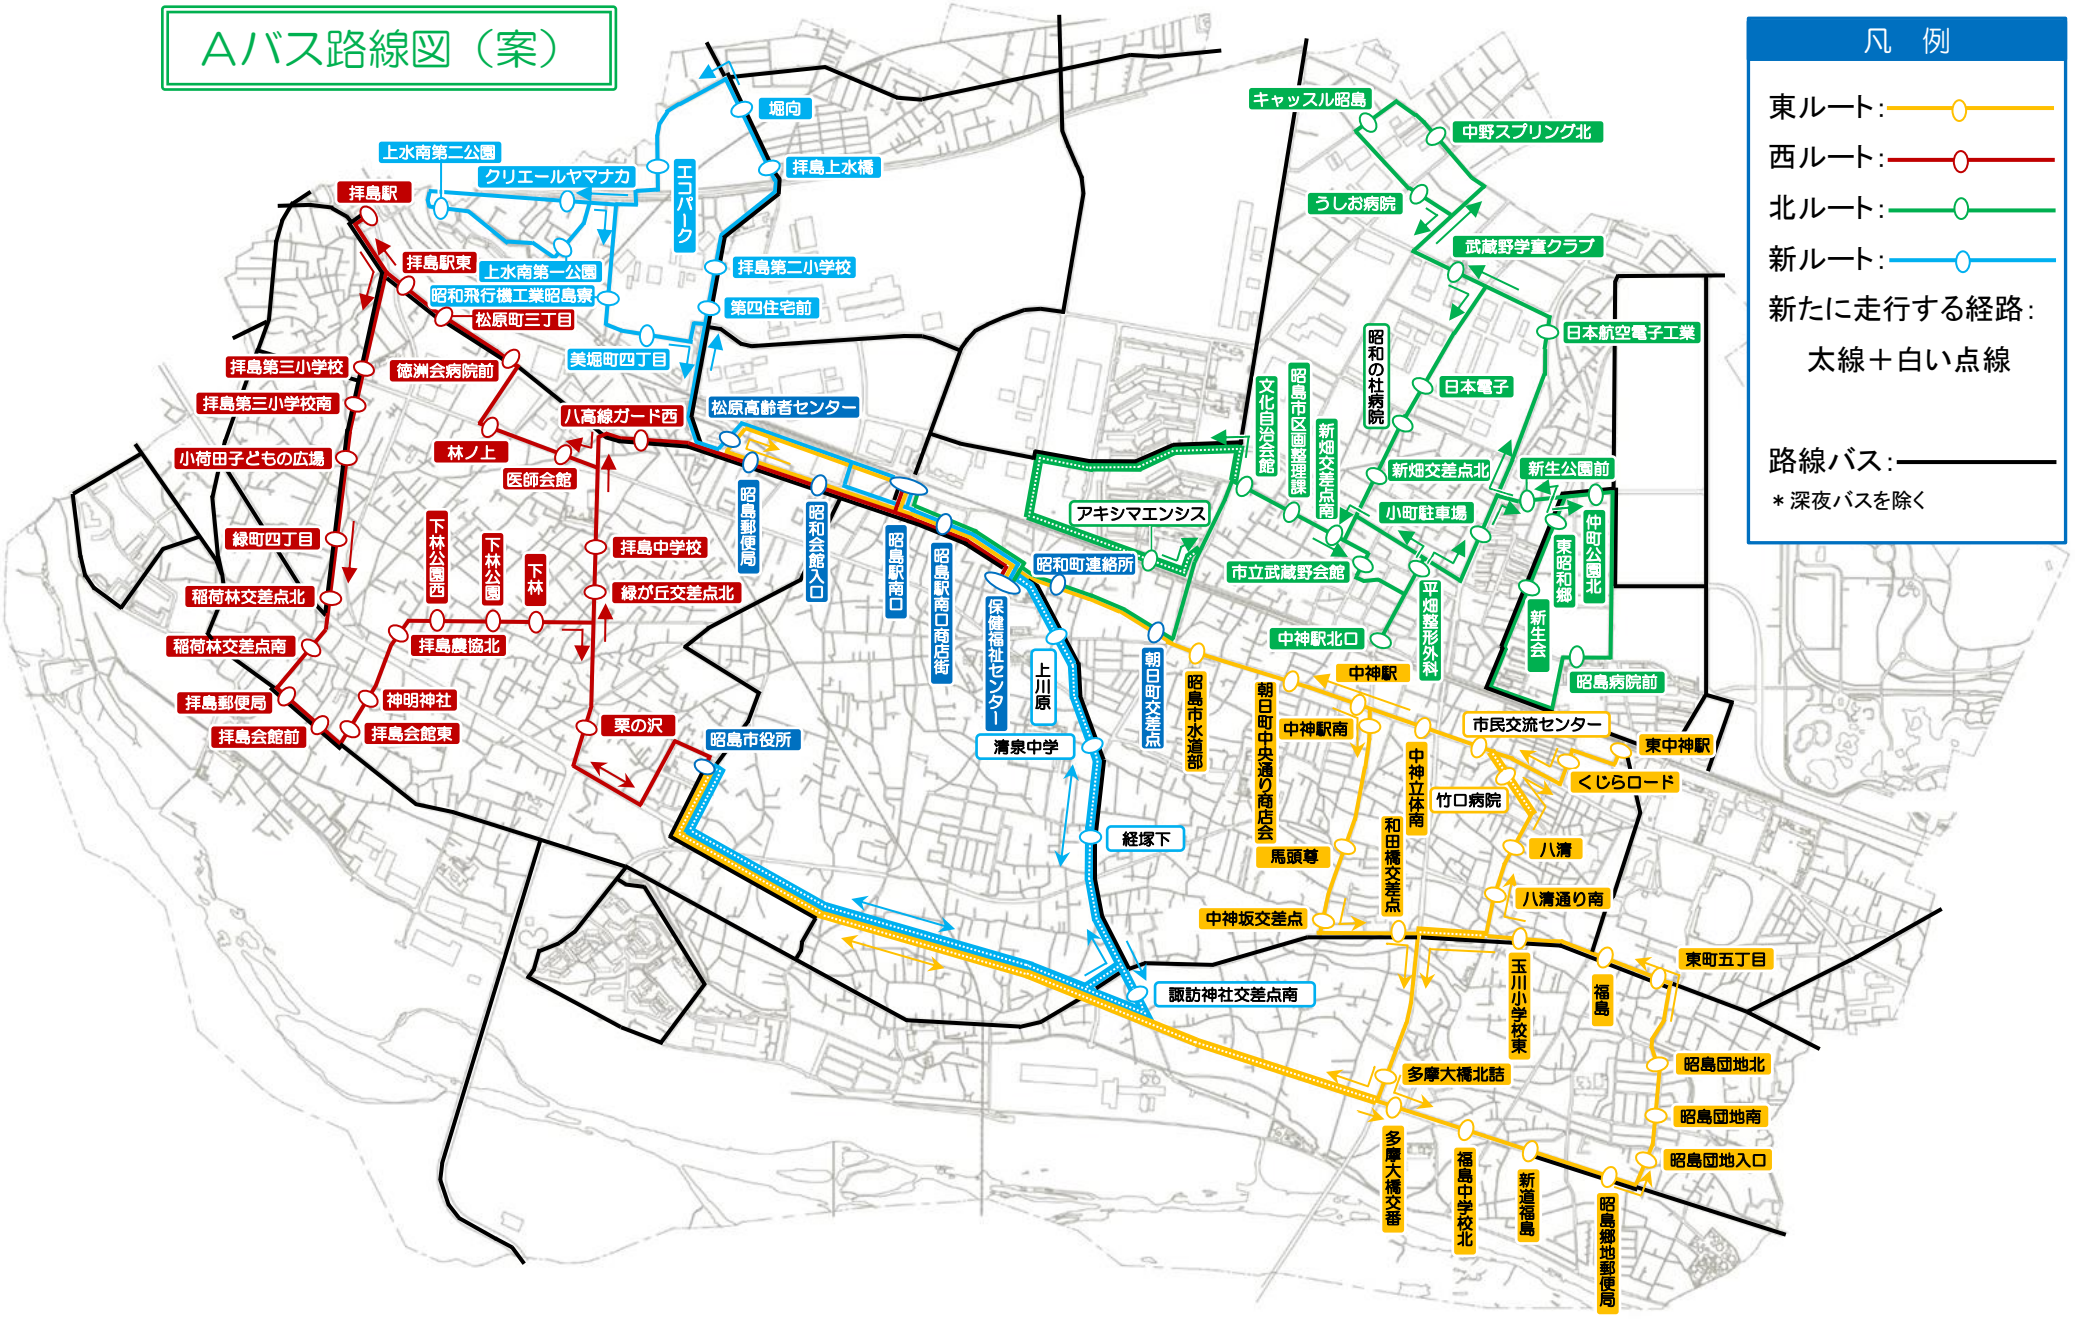 Aバス路線図（案）
凡 例
東ルート：
西ルート：
北ルート：
新ルート：
新たに走行する経路：
太線＋白い点線
路線バス：
＊深夜バスを除く
堀向
拝島上水橋
上水南第二公園
クリエールヤマナカ
エコパーク
上水南第一公園
昭和飛行機工業昭島寮
美堀町四丁目
拝島第二小学校
第四住宅前
拝島駅
拝島駅東
松原町三丁目
徳洲会病院前
拝島第三小学校
拝島第三小学校南
小荷田子どもの広場
緑町四丁目
稲荷林交差点北
稲荷林交差点南
拝島郵便局
拝島会館前
拝島会館東
神明神社
拝島農協北
下林公園西
下林公園
下林
林ノ上
医師会館
八高線ガード西
拝島中学校
緑が丘交差点北
栗の沢
昭島市役所
松原高齢者センター
昭島郵便局
昭和会館入口
昭島駅南口
昭島駅南口商店街
保健福祉センター
昭和町連絡所
朝日町交差点
上川原
清泉中学
経塚下
諏訪神社交差点南
キャッスル昭島
中野スプリング北
うしお病院
武蔵野学童クラブ
日本航空電子工業
昭和の杜病院
日本電子
文化自治会館
昭島市区画整理課
新畑交差点南
新畑交差点北
小町駐車場
新生公園前
アキシマエンシス
市立武蔵野会館
中神駅北口
平畑整形外科
東昭和郷
仲町公園北
新生会
昭島病院前
昭島市水道部
朝日町中央通り商店会
中神駅
中神駅南
中神立体南
市民交流センター
東中神駅
くじらロード
竹口病院
八清
八清通り南
馬頭尊
和田橋交差点
中神坂交差点
玉川小学校東
福島
東町五丁目
昭島団地北
昭島団地南
昭島団地入口
多摩大橋北詰
多摩大橋交番
福島中学校北
新道福島
昭島郷地郵便局